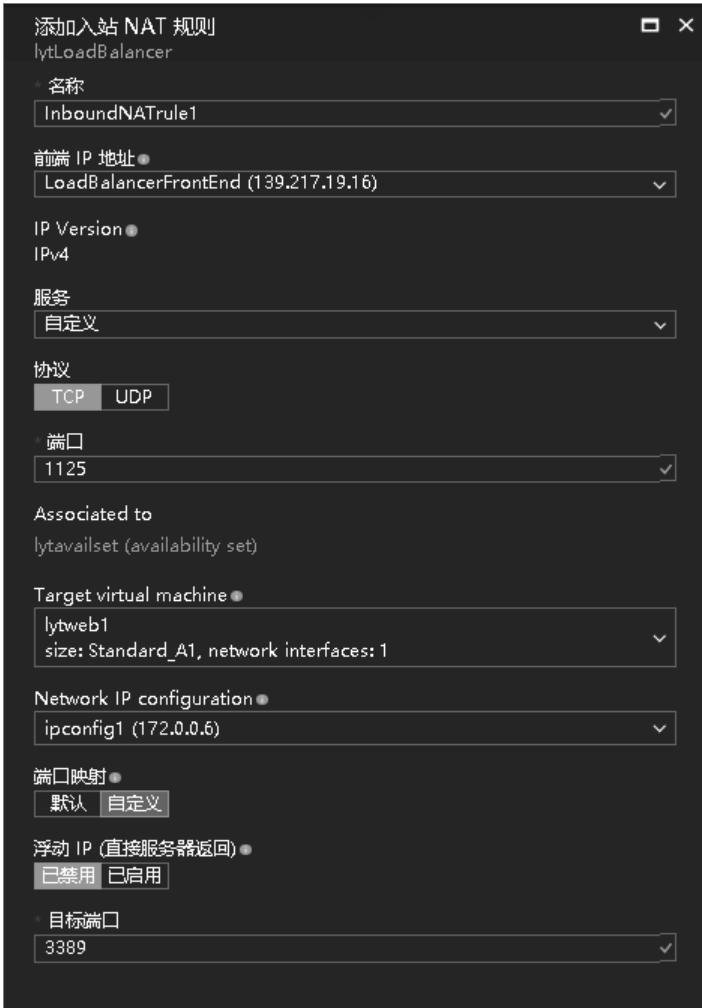 添加入站 NAT 规则
lytLoadBalancer
* 名称
InboundNATrule1
前端 IP 地址
LoadBalancerFrontEnd (139.217.19.16)
IP Version
IPv4
服务
自定义
协议
TCP UDP
* 端口
1125
Associated to
lytavailset (availability set)
Target virtual machine
lytweb1
size: Standard_A1, network interfaces: 1
Network IP configuration
ipconfig1 (172.0.0.6)
端口映射
默认 自定义
浮动 IP (直接服务器返回)
已禁用 已启用
* 目标端口
3389